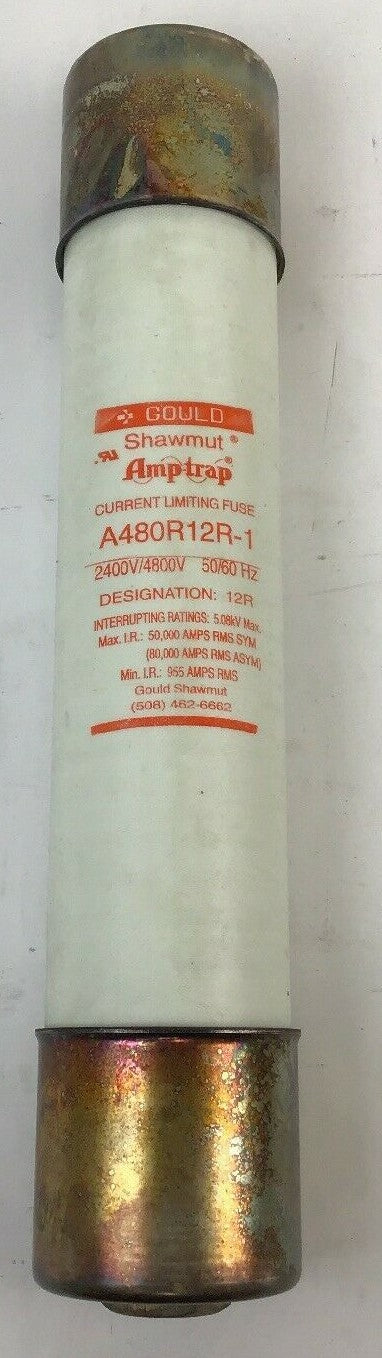 GOULD
Shawmut®
Amp-trap®
CURRENT LIMITING FUSE
A480R12R-1
2400V/4800V 50/60 Hz
DESIGNATION: 12R
INTERRUPTING RATINGS: 5.08kV Max.
Max. I.R.: 50,000 AMPS RMS SYM
(80,000 AMPS RMS ASYM)
Min. I.R.: 955 AMPS RMS
Gould Shawmut
(508) 462-6662